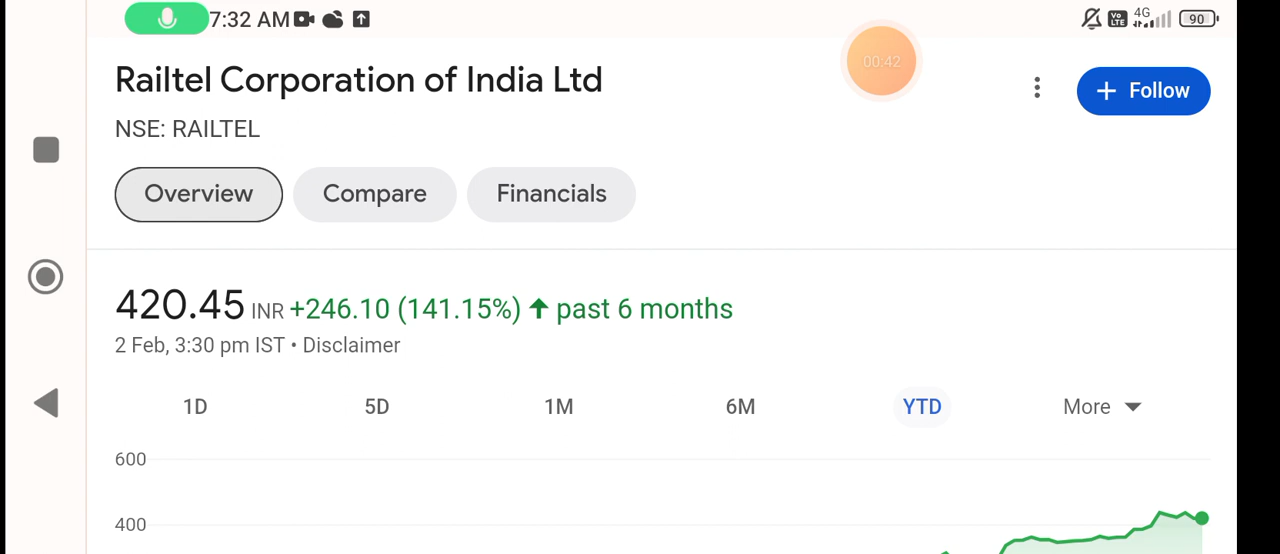 7:32 AM
4G
Vo LTE
90
00:42
Railtel Corporation of India Ltd
+ Follow
NSE: RAILTEL
Overview Compare Financials
420.45 INR +246.10 (141.15%) ↑ past 6 months
2 Feb, 3:30 pm IST • Disclaimer
1D 5D 1M 6M YTD More
600
400